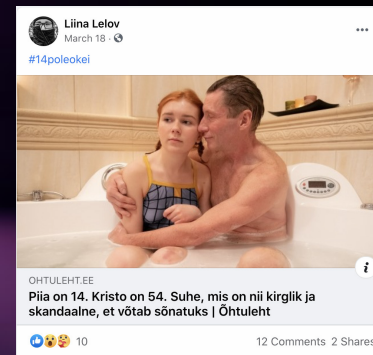 Liina Lelov
March 18 ·
#14poleokei
OHTULEHT.EE
Piia on 14. Kristo on 54. Suhe, mis on nii kirglik ja
skandaalne, et võtab sõnatuks | Õhtuleht
10
12 Comments 2 Shares